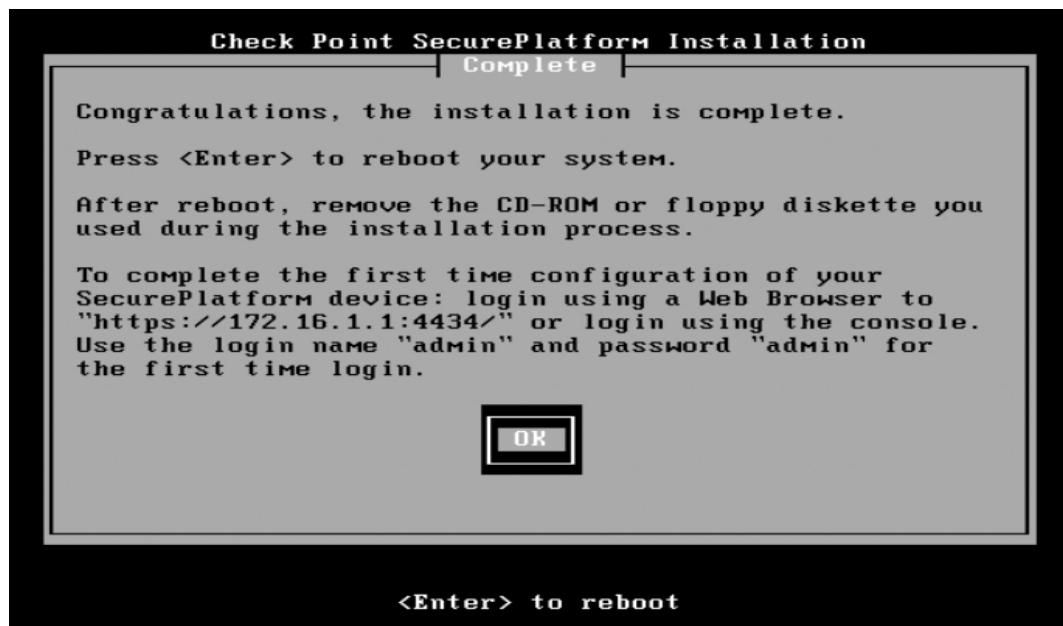 Check Point SecurePlatform Installation
Complete
Congratulations, the installation is complete.
Press <Enter> to reboot your system.
After reboot, remove the CD-ROM or floppy diskette you
used during the installation process.
To complete the first time configuration of your
SecurePlatform device: login using a Web Browser to
"https://172.16.1.1:4434/" or login using the console.
Use the login name "admin" and password "admin" for
the first time login.
OK
<Enter> to reboot